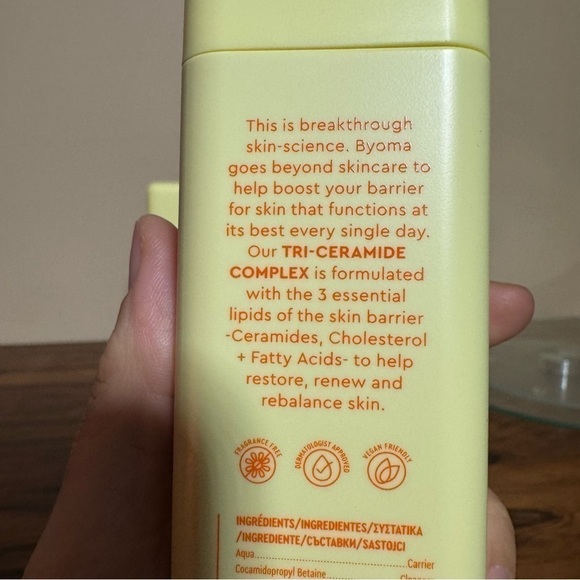 This is breakthrough
skin-science. Byoma
goes beyond skincare to
help boost your barrier
for skin that functions at
its best every single day.
Our TRI-CERAMIDE
COMPLEX is formulated
with the 3 essential
lipids of the skin barrier
-Ceramides, Cholesterol
+ Fatty Acids- to help
restore, renew and
rebalance skin.
FRAGRANCE FREE
DERMATOLOGIST APPROVED
VEGAN FRIENDLY
INGRÉDIENTS/INGREDIENTES/ΣΥΣΤΑΤΙΚΑ
/INGREDIENTE/СЪСТАВКИ/SASTOJCI
Aqua Carrier
Cocamidopropyl Betaine